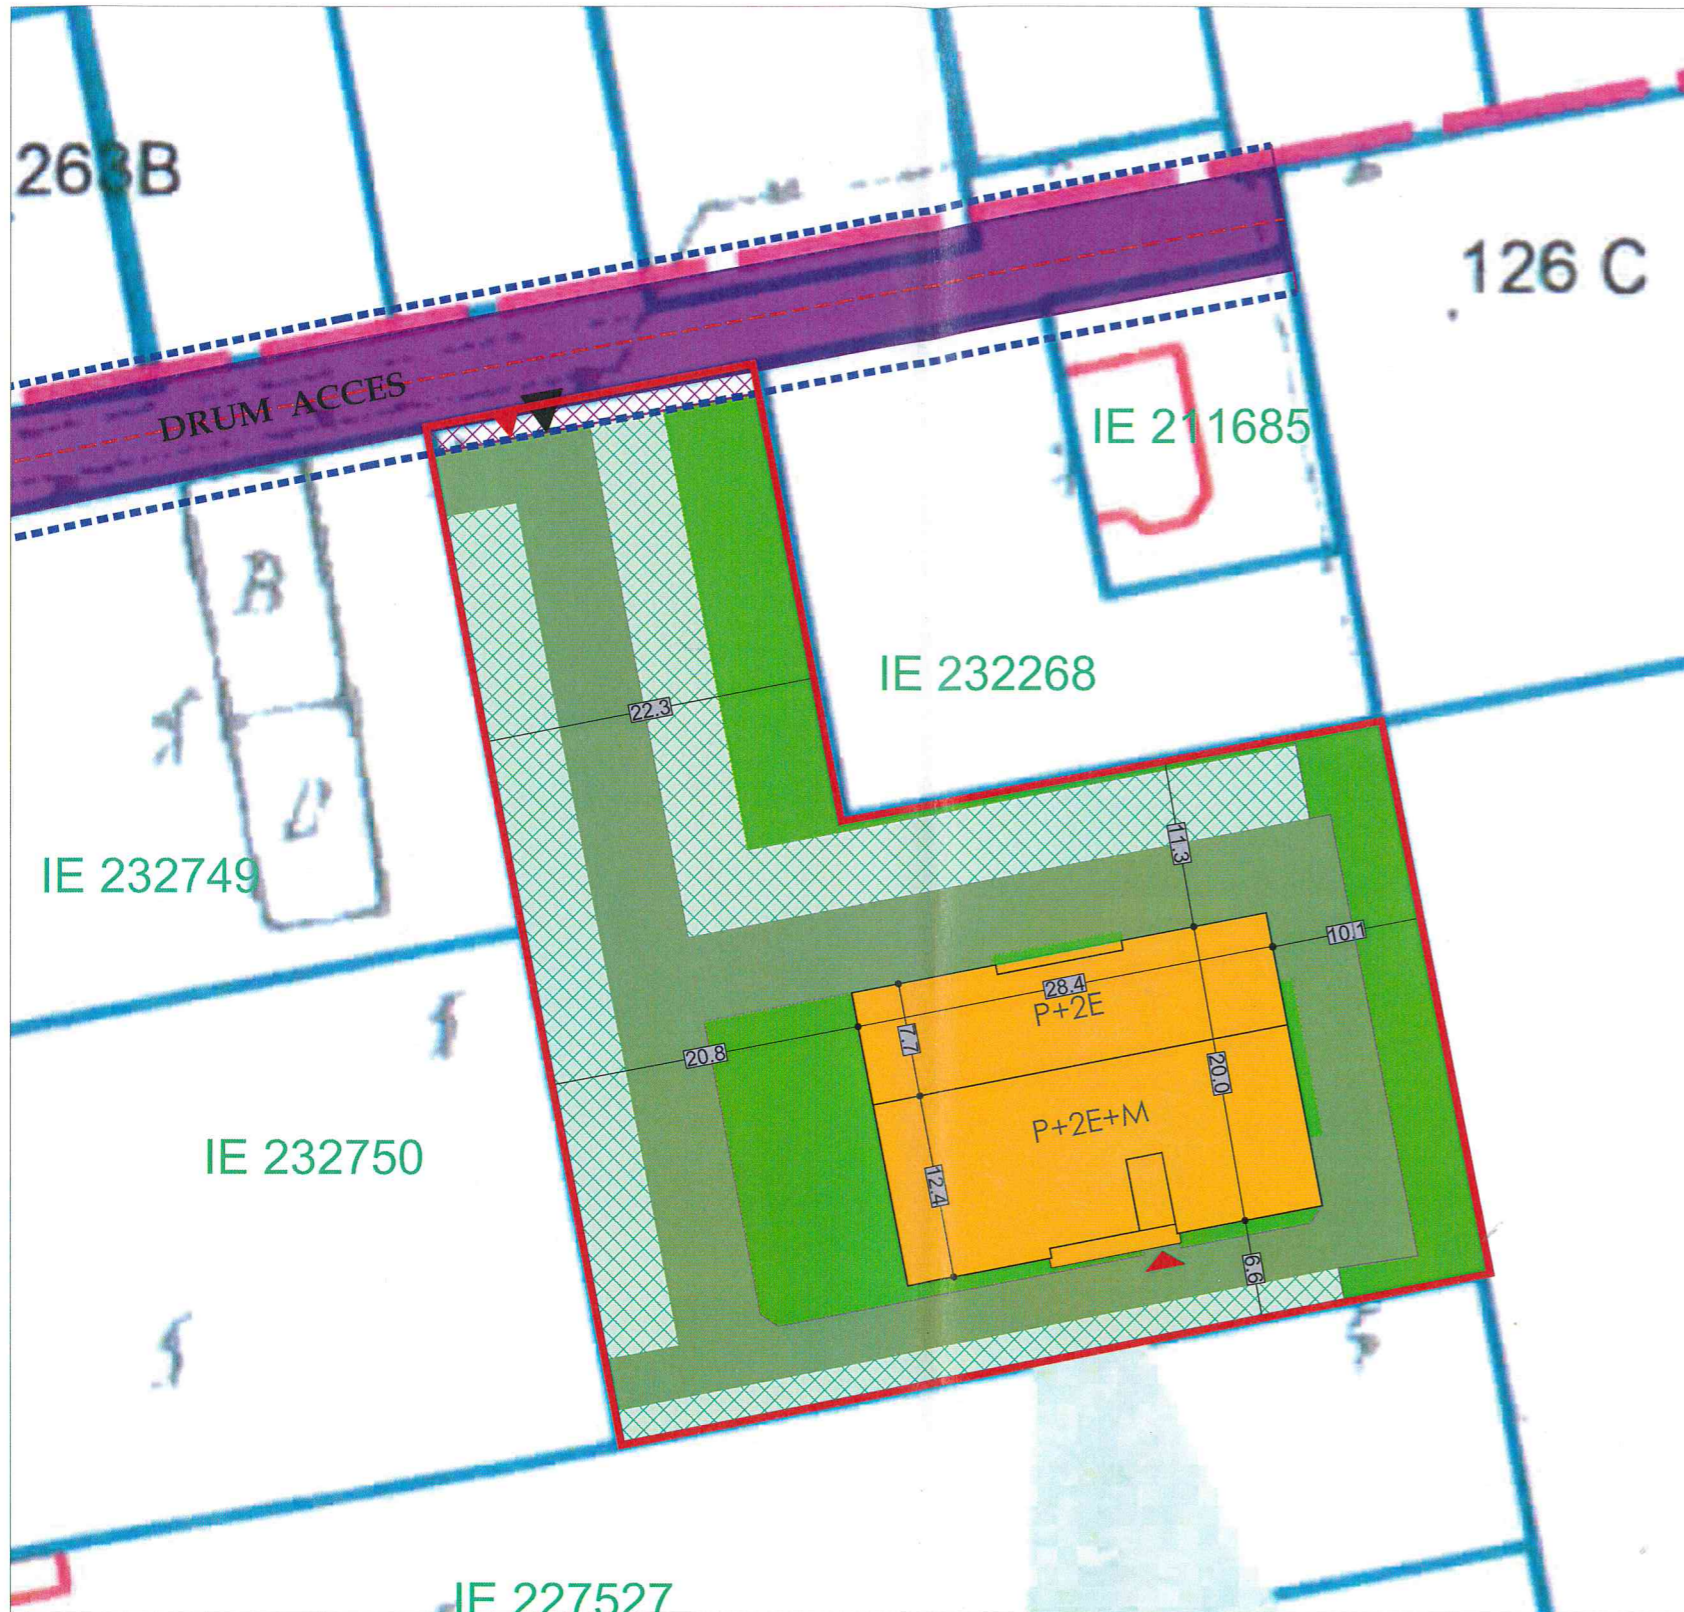 263B
126 C
DRUM ACCES
IE 211685
B
22.3
IE 232268
IE 232749
11.3
10.1
28.4
P+2E
7.7
20.8
20.0
P+2E+M
IE 232750
12.4
6.6
IE 227527